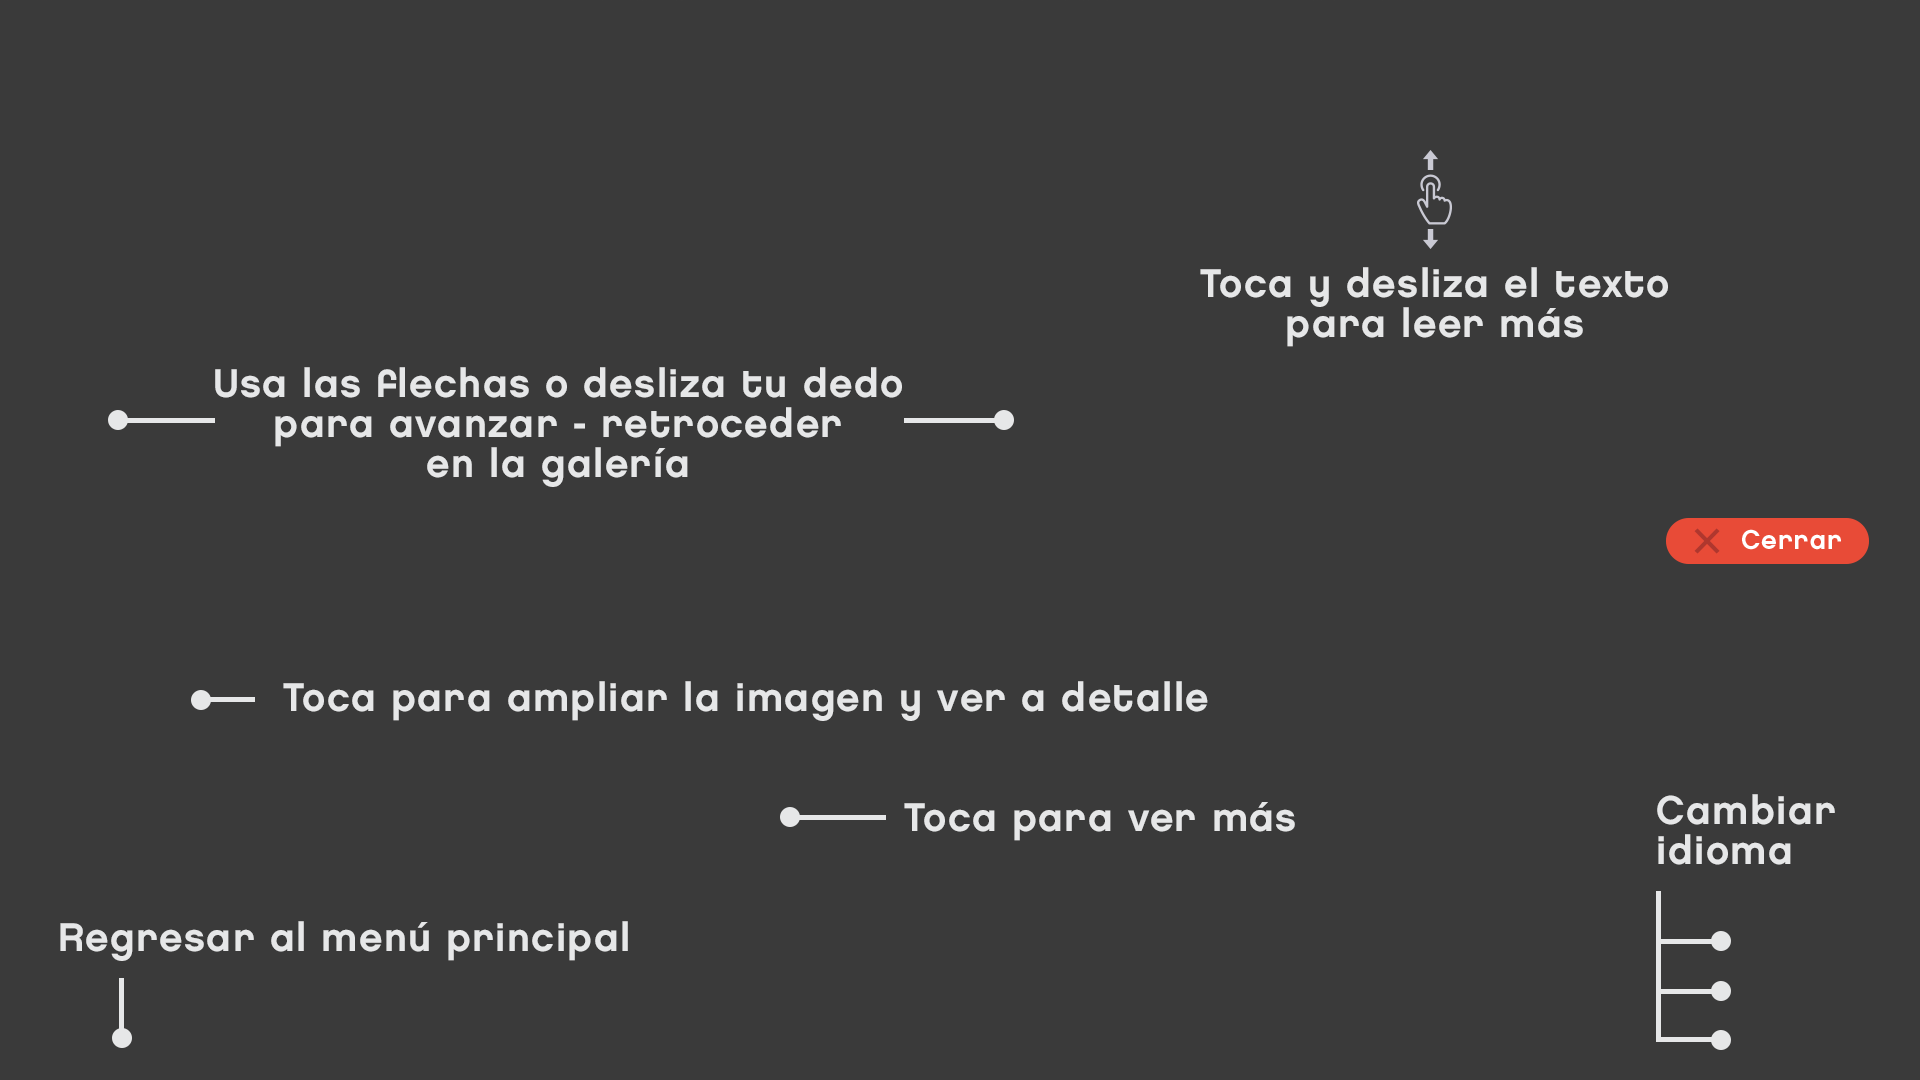 Toca y desliza el texto
para leer más
Usa las flechas o desliza tu dedo
para avanzar - retroceder
en la galería
Cerrar
Toca para ampliar la imagen y ver a detalle
Toca para ver más
Cambiar
idioma
Regresar al menú principal